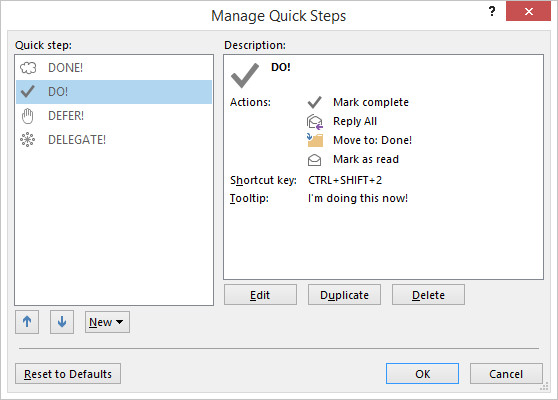 Manage Quick Steps
?
Quick step:
DONE!
DO!
DEFER!
DELEGATE!
New
Description:
DO!
Actions: Mark complete
Reply All
Move to: Done!
Mark as read
Shortcut key: CTRL+SHIFT+2
Tooltip: I'm doing this now!
Edit Duplicate Delete
Reset to Defaults OK Cancel